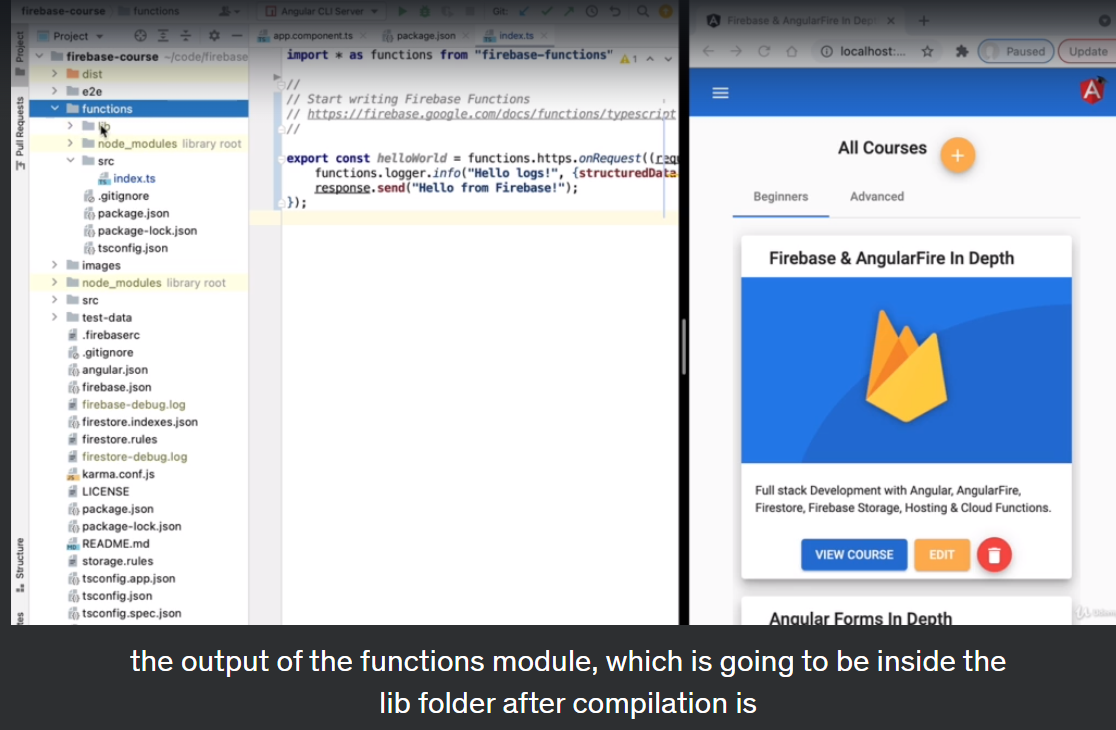 firebase-course
functions
Angular CLI Server
Git:
Project
Pull Requests
Structure
Project
firebase-course ~/code/firebase
dist
e2e
functions
lib
node_modules library root
src
index.ts
.gitignore
package.json
package-lock.json
tsconfig.json
images
node_modules library root
src
test-data
.firebaserc
.gitignore
angular.json
firebase.json
firebase-debug.log
firestore.indexes.json
firestore.rules
firestore-debug.log
karma.conf.js
LICENSE
package.json
package-lock.json
README.md
storage.rules
tsconfig.app.json
tsconfig.json
tsconfig.spec.json
app.component.ts
package.json
index.ts
import * as functions from "firebase-functions"
1
//
// Start writing Firebase Functions
// https://firebase.google.com/docs/functions/typescript
//
export const helloWorld = functions.https.onRequest((req
functions.logger.info("Hello logs!", {structuredData
response.send("Hello from Firebase!");
});
Firebase & AngularFire In Dept
localhost:...
Paused
Update
All Courses
+
Beginners
Advanced
Firebase & AngularFire In Depth
Full stack Development with Angular, AngularFire,
Firestore, Firebase Storage, Hosting & Cloud Functions.
VIEW COURSE
EDIT
Angular Forms In Depth
the output of the functions module, which is going to be inside the
lib folder after compilation is